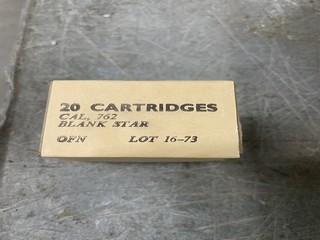 20 CARTRIDGES
CAL, 762
BLANK STAR
OFN LOT 16-73